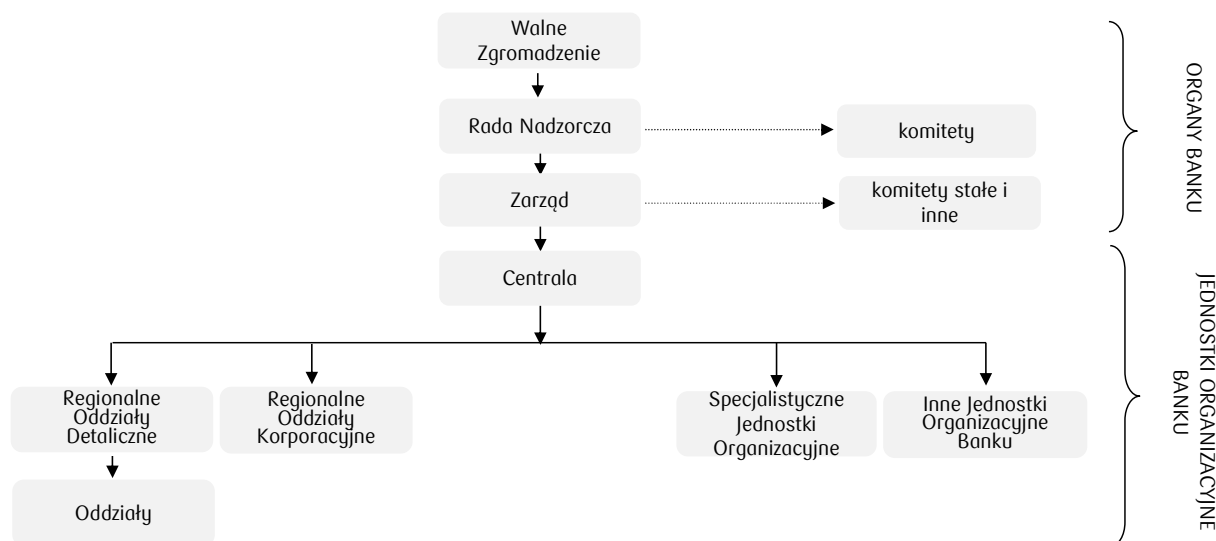 Walne
Zgromadzenie
Rada Nadzorcza
komitety
Zarząd
komitety stałe i
inne
Centrala
ORGANY BANKU
Regionalne
Oddziały
Detaliczne
Regionalne
Oddziały
Korporacyjne
Specjalistyczne
Jednostki
Organizacyjne
Inne Jednostki
Organizacyjne
Banku
Oddziały
JEDNOSTKI ORGANIZACYJNE
BANKU